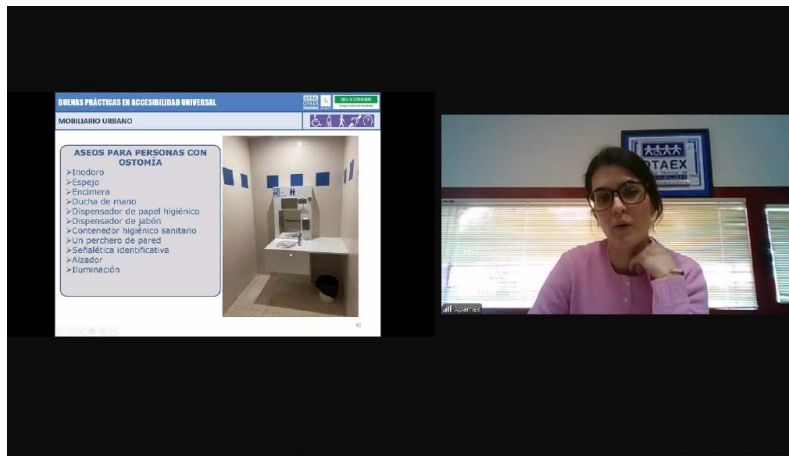 BUENAS PRÁCTICAS EN ACCESIBILIDAD UNIVERSAL
MOBILIARIO URBANO
ASEOS PARA PERSONAS CON
OSTOMÍA
➢Inodoro
➢Espejo
➢Encimera
➢Ducha de mano
➢Dispensador de papel higiénico
➢Dispensador de jabón
➢Contenedor higiénico sanitario
➢Un perchero de pared
➢Señalética identificativa
➢Alzador
➢Iluminación
42
OTAEX
Apamex